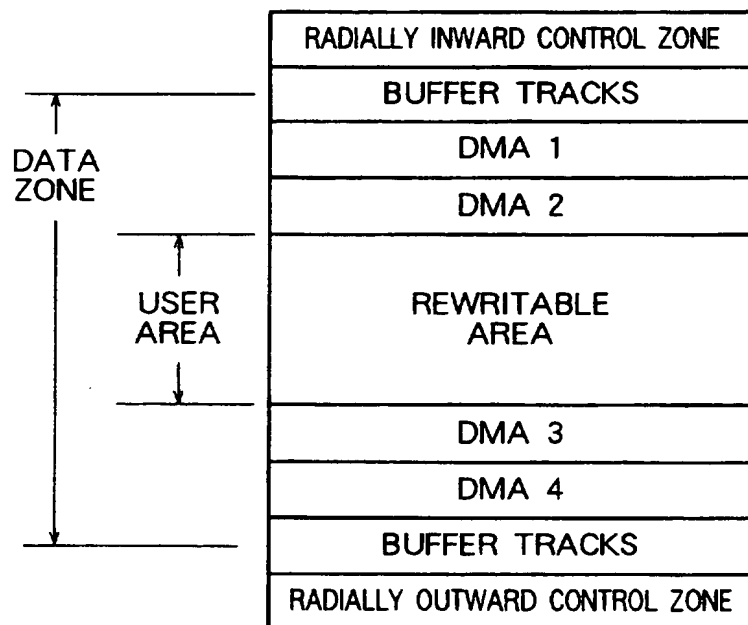 RADIALLY INWARD CONTROL ZONE
BUFFER TRACKS
DMA 1
DATA
ZONE
DMA 2
USER
AREA
REWRITABLE
AREA
DMA 3
DMA 4
BUFFER TRACKS
RADIALLY OUTWARD CONTROL ZONE